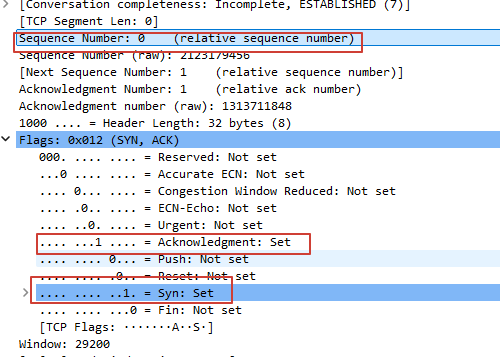 [Conversation completeness: Incomplete, ESTABLISHED (7)]
[TCP Segment Len: 0]
Sequence Number: 0    (relative sequence number)
Sequence Number (raw): 2123179456
[Next Sequence Number: 1    (relative sequence number)]
Acknowledgment Number: 1    (relative ack number)
Acknowledgment number (raw): 1313711848
1000 .... = Header Length: 32 bytes (8)
Flags: 0x012 (SYN, ACK)
000. .... .... = Reserved: Not set
...0 .... .... = Accurate ECN: Not set
.... 0... .... = Congestion Window Reduced: Not set
.... .0.. .... = ECN-Echo: Not set
.... ..0. .... = Urgent: Not set
.... ...1 .... = Acknowledgment: Set
.... .... 0... = Push: Not set
.... .... .0.. = Reset: Not set
.... .... ..1. = Syn: Set
.... .... ...0 = Fin: Not set
[TCP Flags: ·······A··S·]
Window: 29200